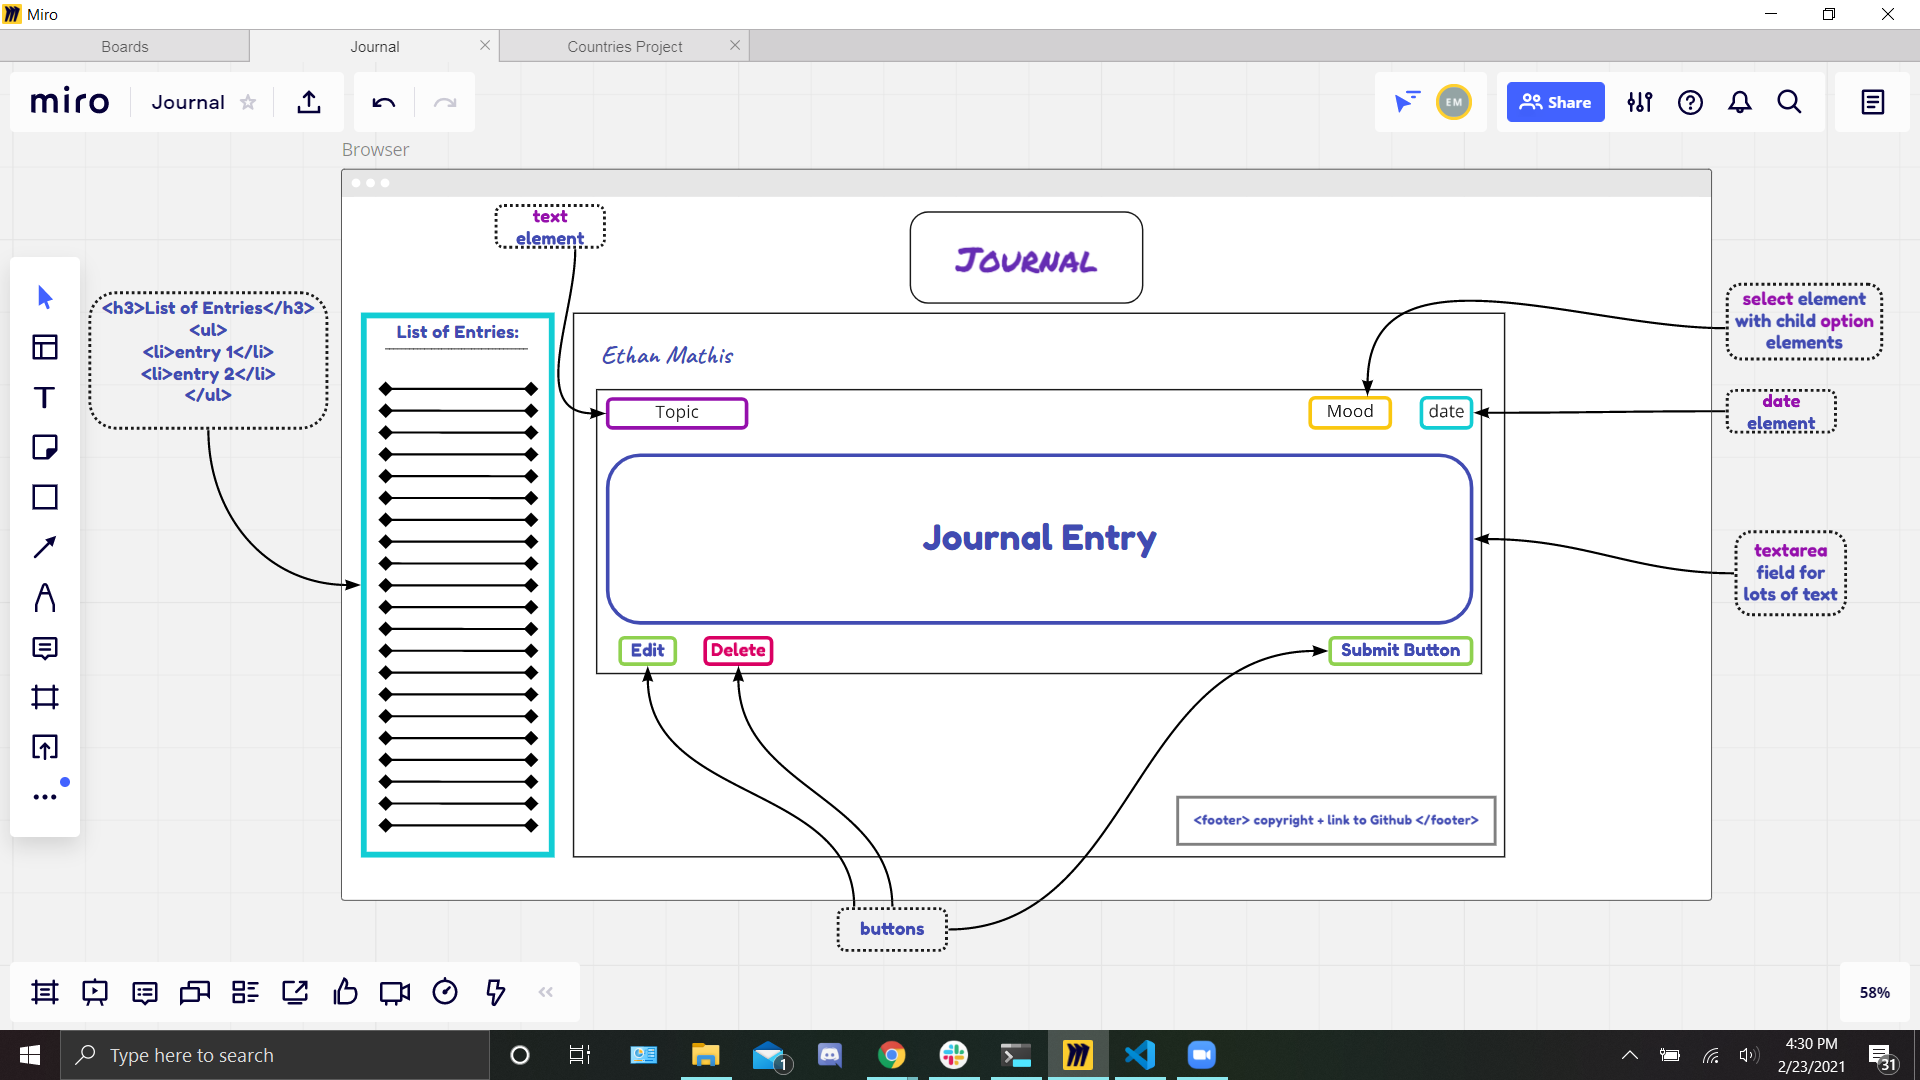 Miro
Boards
Journal
Countries Project
miro
Journal
EM
Share
Browser
text
element
Journal
<h3>List of Entries</h3>
<ul>
<li>entry 1</li>
<li>entry 2</li>
</ul>
List of Entries:
Ethan Mathis
Topic
Mood
date
select element
with child option
elements
date
element
Journal Entry
textarea
field for
lots of text
Edit
Delete
Submit Button
<footer> copyright + link to Github </footer>
buttons
58%
Type here to search
1
4:30 PM
2/23/2021
31